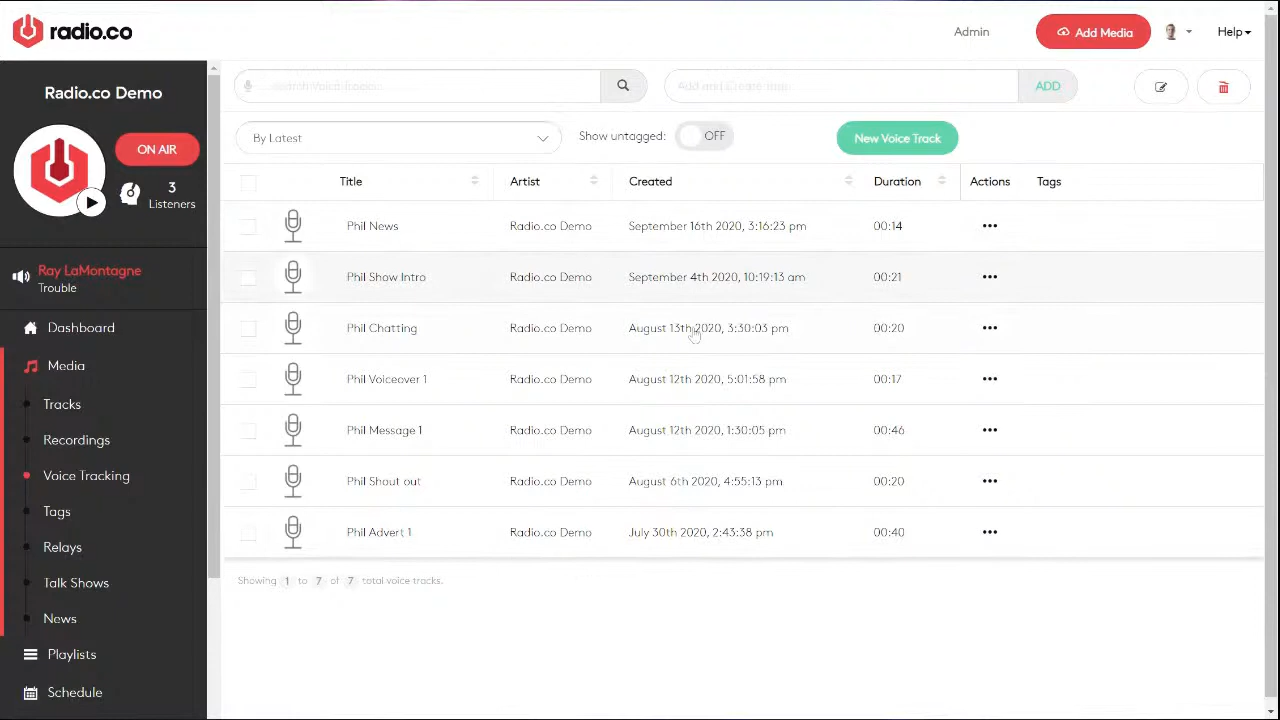 radio.co
Admin
Add Media
Help
Radio.co Demo
ON AIR
3
Listeners
Ray LaMontagne
Trouble
Dashboard
Media
Tracks
Recordings
Voice Tracking
Tags
Relays
Talk Shows
News
Playlists
Schedule
ADD
By Latest
Show untagged:
OFF
New Voice Track
Title Artist Created Duration Actions Tags
Phil News Radio.co Demo September 16th 2020, 3:16:23 pm 00:14 •••
Phil Show Intro Radio.co Demo September 4th 2020, 10:19:13 am 00:21 •••
Phil Chatting Radio.co Demo August 13th 2020, 3:30:03 pm 00:20 •••
Phil Voiceover 1 Radio.co Demo August 12th 2020, 5:01:58 pm 00:17 •••
Phil Message 1 Radio.co Demo August 12th 2020, 1:30:05 pm 00:46 •••
Phil Shout out Radio.co Demo August 6th 2020, 4:55:13 pm 00:20 •••
Phil Advert 1 Radio.co Demo July 30th 2020, 2:43:38 pm 00:40 •••
Showing 1 to 7 of 7 total voice tracks.